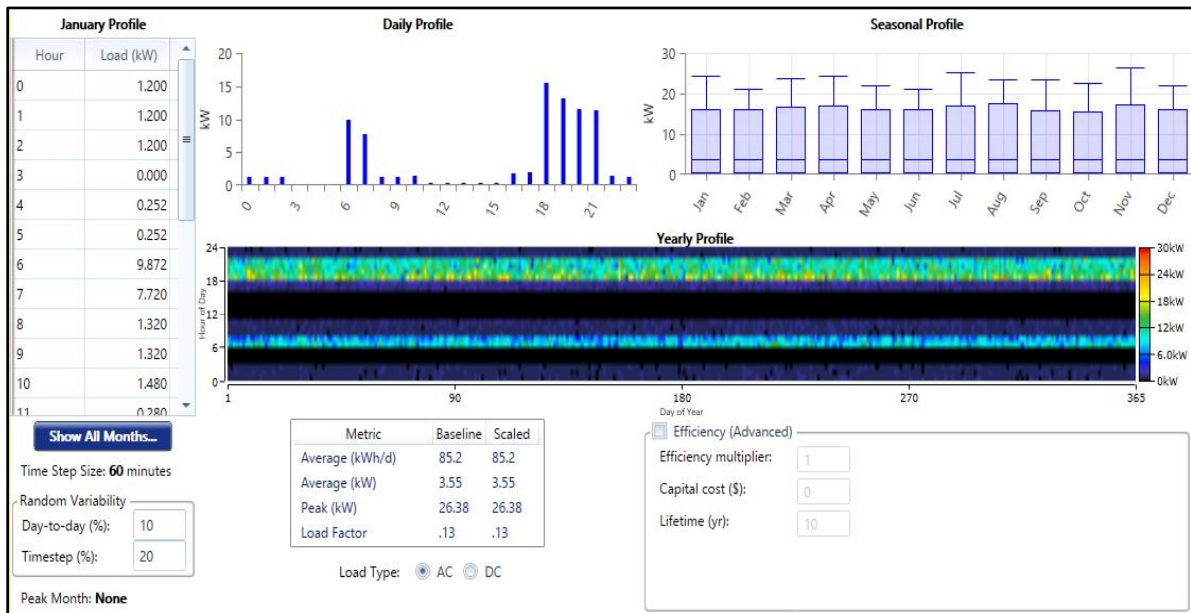 January Profile
Hour Load (kW)
0 1.200
1 1.200
2 1.200
3 0.000
4 0.252
5 0.252
6 9.872
7 7.720
8 1.320
9 1.320
10 1.480
11 0.280
Show All Months...
Time Step Size: 60 minutes
Random Variability
Day-to-day (%): 10
Timestep (%): 20
Peak Month: None
Daily Profile
kW
20
15
10
5
0
0 3 6 9 12 15 18 21
Seasonal Profile
kW
30
20
10
0
Jan Feb Mar Apr May Jun Jul Aug Sep Oct Nov Dec
Yearly Profile
Hour of Day
24
18
12
6
0
1 90 180 270 365
Day of Year
30kW
24kW
18kW
12kW
6.0kW
0kW
Metric Baseline Scaled
Average (kWh/d) 85.2 85.2
Average (kW) 3.55 3.55
Peak (kW) 26.38 26.38
Load Factor .13 .13
Load Type: AC DC
Efficiency (Advanced)
Efficiency multiplier: 1
Capital cost ($): 0
Lifetime (yr): 10